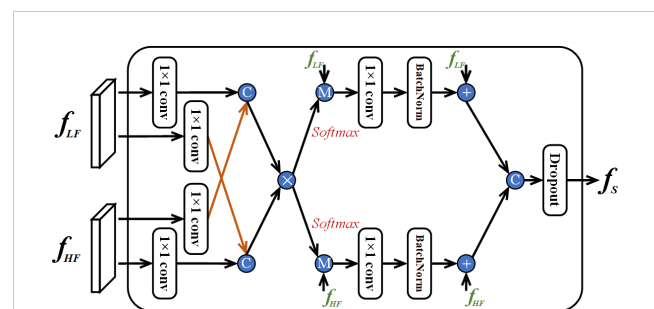 f_LF
f_HF
1×1 conv
1×1 conv
1×1 conv
1×1 conv
C
C
×
Softmax
Softmax
f_LF
M
1×1 conv
BatchNorm
f_LF
+
M
f_HF
1×1 conv
BatchNorm
+
f_HF
C
Dropout
f_S